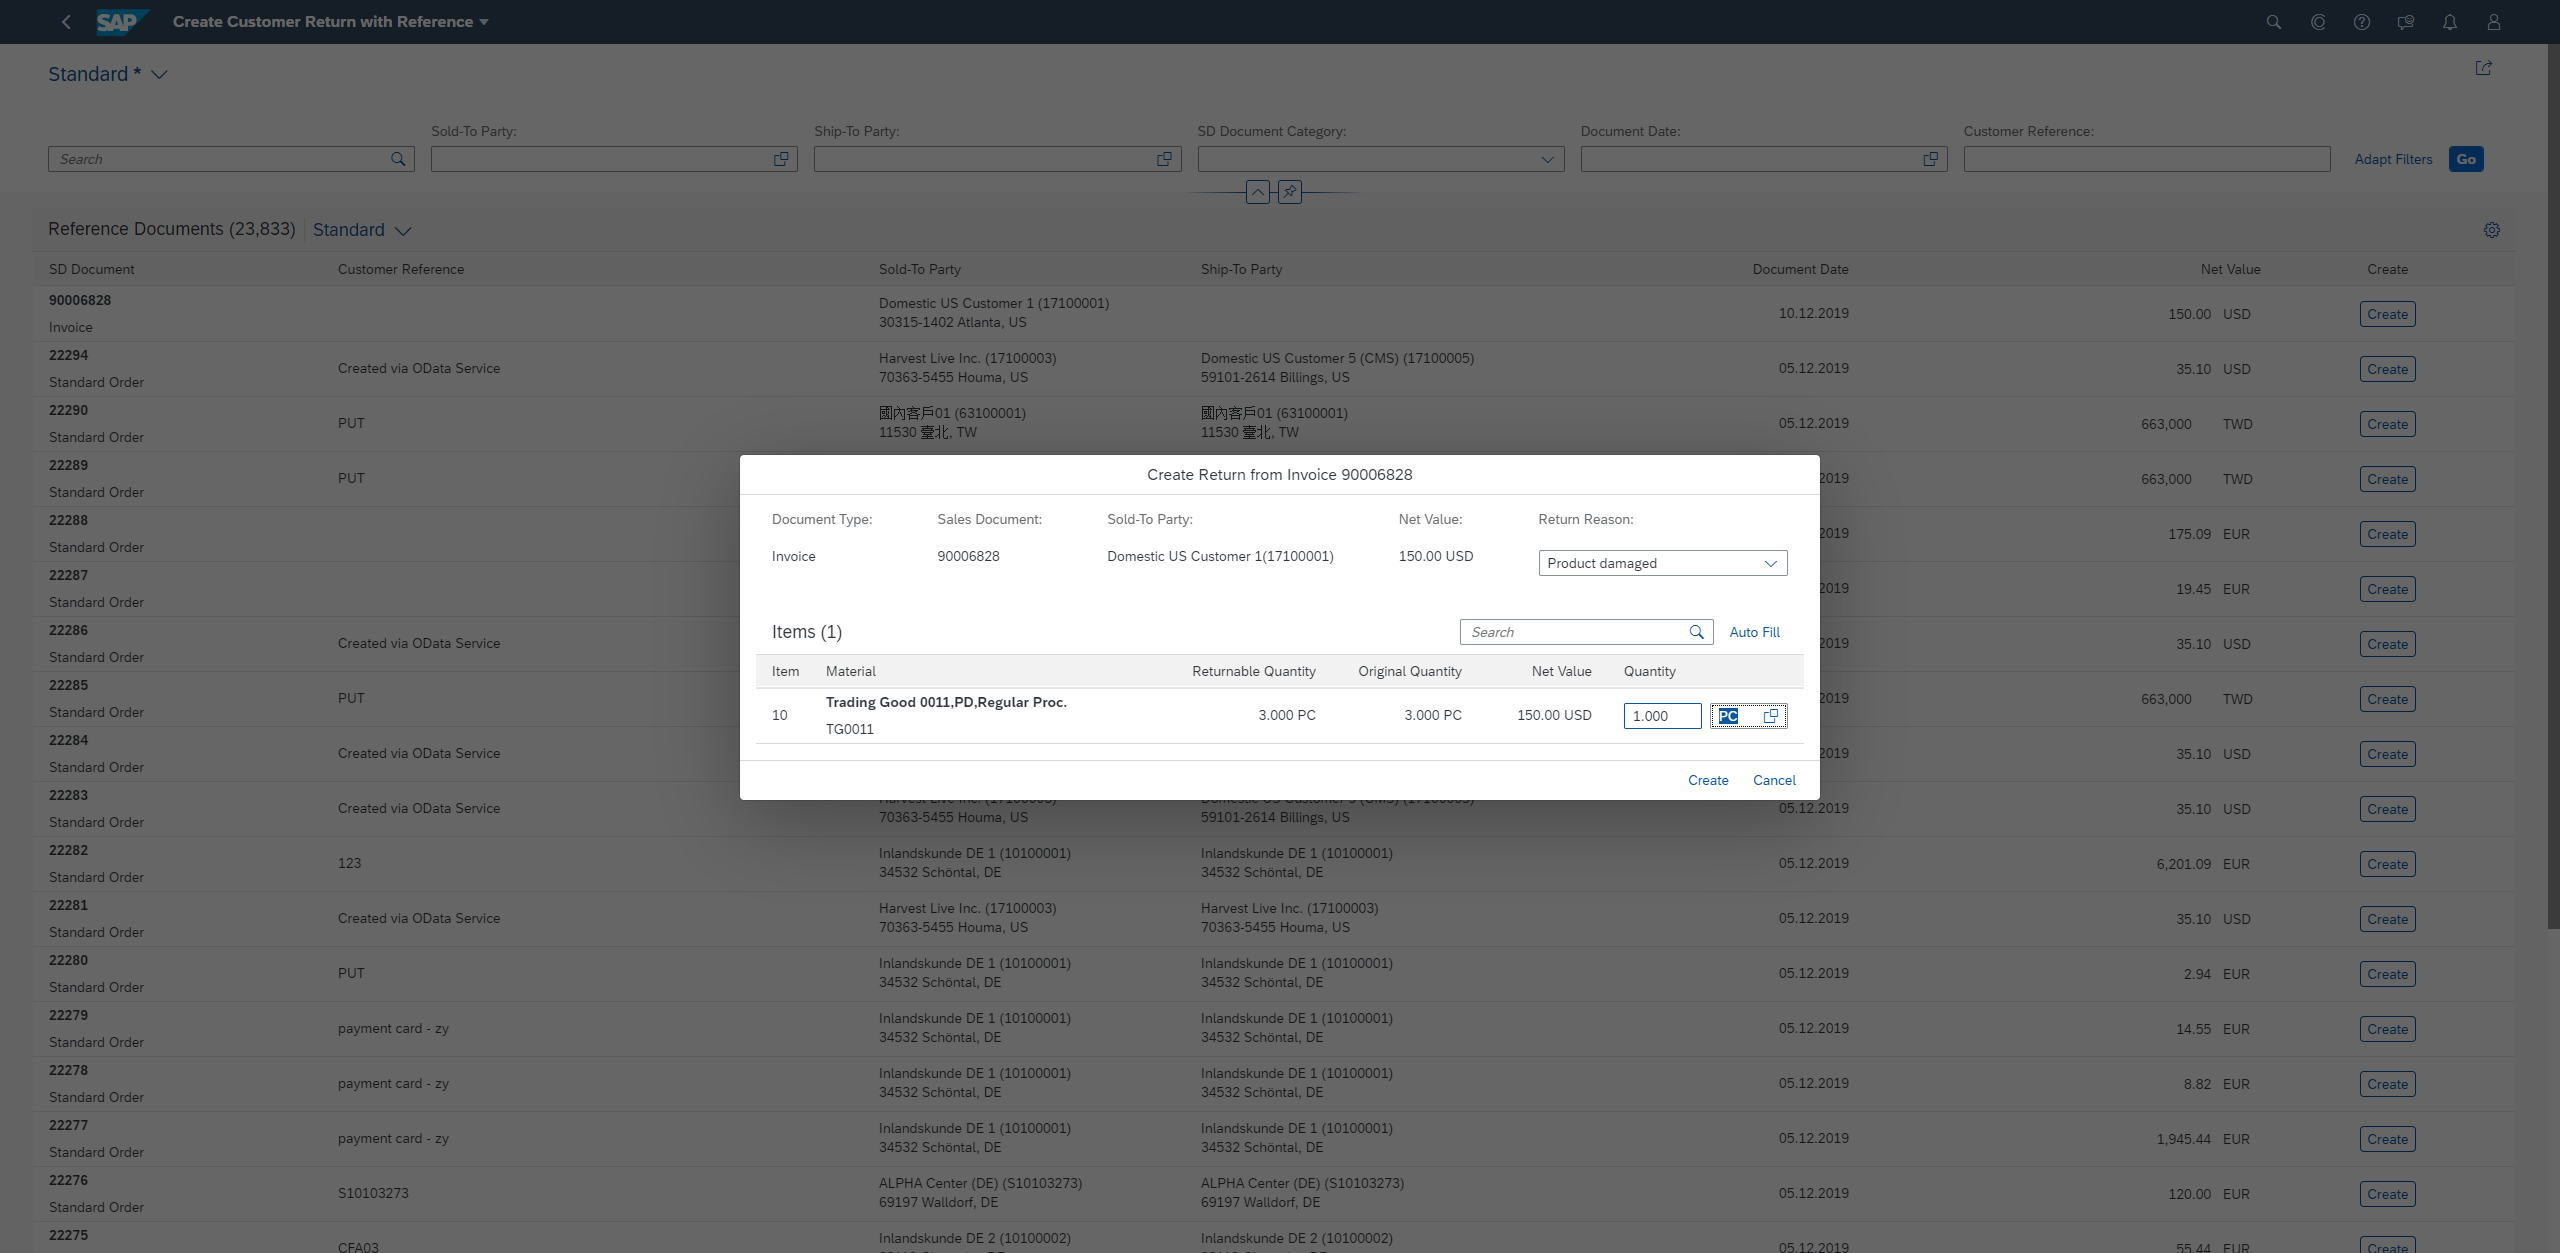 SAP Create Customer Return with Reference
Standard *
Sold-To Party: Ship-To Party: SD Document Category: Document Date: Customer Reference:
Search Adapt Filters Go
Reference Documents (23,833) Standard
SD Document Customer Reference Sold-To Party Ship-To Party Document Date Net Value Create
90006828
Invoice
Domestic US Customer 1 (17100001)
30315-1402 Atlanta, US
10.12.2019 150.00 USD Create
22294
Standard Order
Created via OData Service
Harvest Live Inc. (17100003)
70363-5455 Houma, US
Domestic US Customer 5 (CMS) (17100005)
59101-2614 Billings, US
05.12.2019 35.10 USD Create
22290
Standard Order
PUT
國內客戶01 (63100001)
11530 臺北, TW
國內客戶01 (63100001)
11530 臺北, TW
05.12.2019 663,000 TWD Create
22289
Standard Order
PUT
2019 663,000 TWD Create
22288
Standard Order
2019 175.09 EUR Create
22287
Standard Order
2019 19.45 EUR Create
22286
Standard Order
Created via OData Service
2019 35.10 USD Create
22285
Standard Order
PUT
2019 663,000 TWD Create
22284
Standard Order
Created via OData Service
2019 35.10 USD Create
Create Return from Invoice 90006828
Document Type: Sales Document: Sold-To Party: Net Value: Return Reason:
Invoice 90006828 Domestic US Customer 1(17100001) 150.00 USD Product damaged
Items (1) Search Auto Fill
Item Material Returnable Quantity Original Quantity Net Value Quantity
10
Trading Good 0011,PD,Regular Proc.
TG0011
3.000 PC 3.000 PC 150.00 USD 1.000 PC
Create Cancel
22283
Standard Order
Created via OData Service
70363-5455 Houma, US
59101-2614 Billings, US
05.12.2019 35.10 USD Create
22282
Standard Order
123
Inlandskunde DE 1 (10100001)
34532 Schöntal, DE
Inlandskunde DE 1 (10100001)
34532 Schöntal, DE
05.12.2019 6,201.09 EUR Create
22281
Standard Order
Created via OData Service
Harvest Live Inc. (17100003)
70363-5455 Houma, US
Harvest Live Inc. (17100003)
70363-5455 Houma, US
05.12.2019 35.10 USD Create
22280
Standard Order
PUT
Inlandskunde DE 1 (10100001)
34532 Schöntal, DE
Inlandskunde DE 1 (10100001)
34532 Schöntal, DE
05.12.2019 2.94 EUR Create
22279
Standard Order
payment card - zy
Inlandskunde DE 1 (10100001)
34532 Schöntal, DE
Inlandskunde DE 1 (10100001)
34532 Schöntal, DE
05.12.2019 14.55 EUR Create
22278
Standard Order
payment card - zy
Inlandskunde DE 1 (10100001)
34532 Schöntal, DE
Inlandskunde DE 1 (10100001)
34532 Schöntal, DE
05.12.2019 8.82 EUR Create
22277
Standard Order
payment card - zy
Inlandskunde DE 1 (10100001)
34532 Schöntal, DE
Inlandskunde DE 1 (10100001)
34532 Schöntal, DE
05.12.2019 1,945.44 EUR Create
22276
Standard Order
S10103273
ALPHA Center (DE) (S10103273)
69197 Walldorf, DE
ALPHA Center (DE) (S10103273)
69197 Walldorf, DE
05.12.2019 120.00 EUR Create
22275
CFA03
Inlandskunde DE 2 (10100002)
Inlandskunde DE 2 (10100002)
05.12.2019 55.44 EUR Create